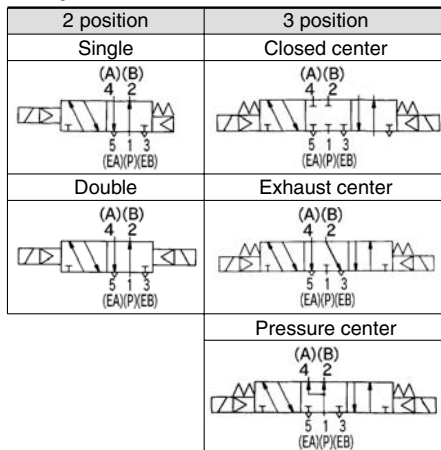 2 position
3 position
Single
Closed center
(A)(B)
4 2
5 1 3
(EA)(P)(EB)
(A)(B)
4 2
5 1 3
(EA)(P)(EB)
Double
Exhaust center
(A)(B)
4 2
5 1 3
(EA)(P)(EB)
(A)(B)
4 2
5 1 3
(EA)(P)(EB)
Pressure center
(A)(B)
4 2
5 1 3
(EA)(P)(EB)